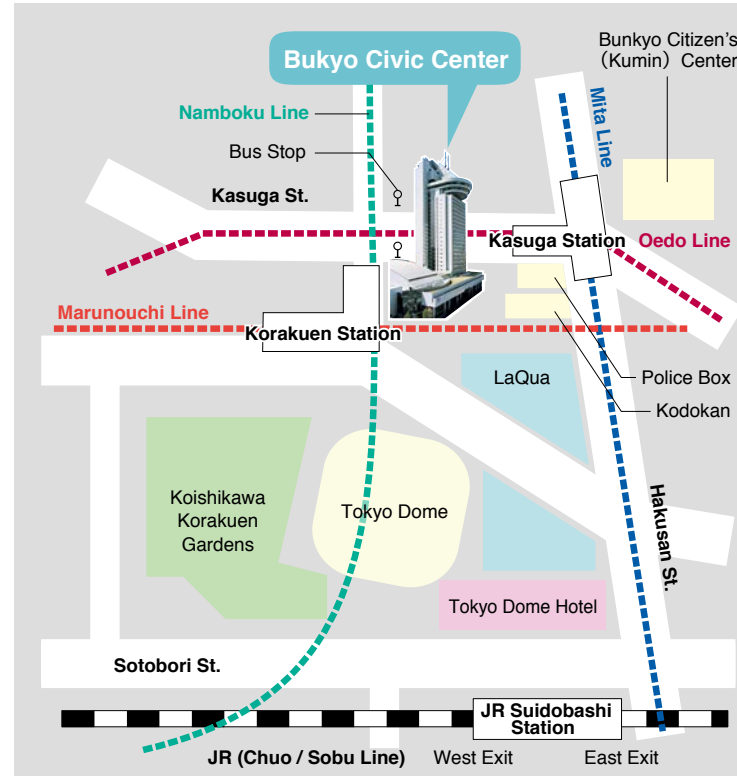 Bukyo Civic Center
Bunkyo Citizen's
（Kumin）Center
Namboku Line
Mita Line
Bus Stop
Kasuga St.
Kasuga Station
Oedo Line
Marunouchi Line
Korakuen Station
LaQua
Police Box
Kodokan
Koishikawa
Korakuen
Gardens
Tokyo Dome
Hakusan St.
Tokyo Dome Hotel
Sotobori St.
JR Suidobashi
Station
JR (Chuo / Sobu Line)
West Exit
East Exit